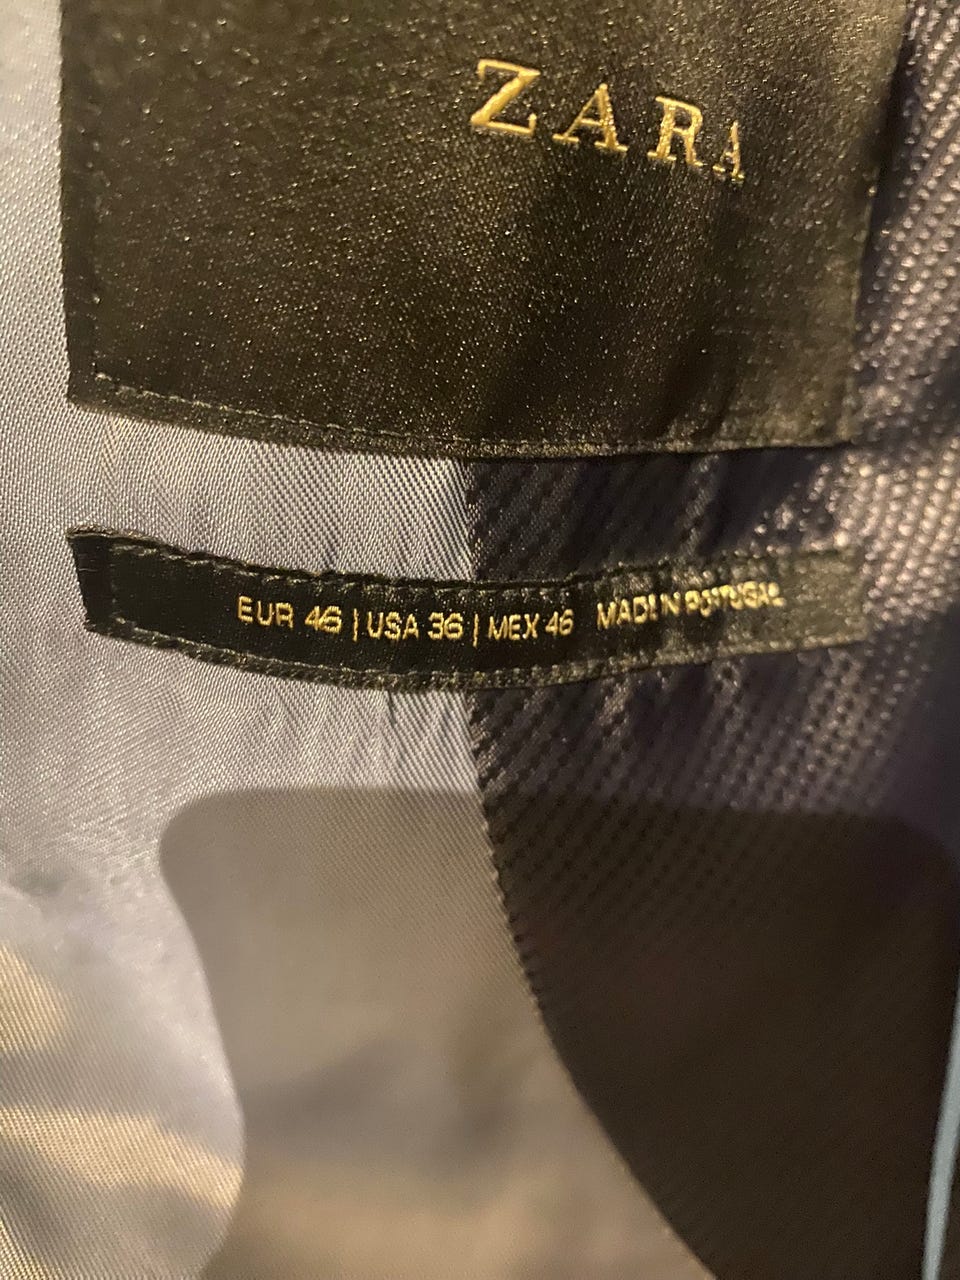 ZARA
EUR 46 | USA 36 | MEX 46 MADE IN PORTUGAL